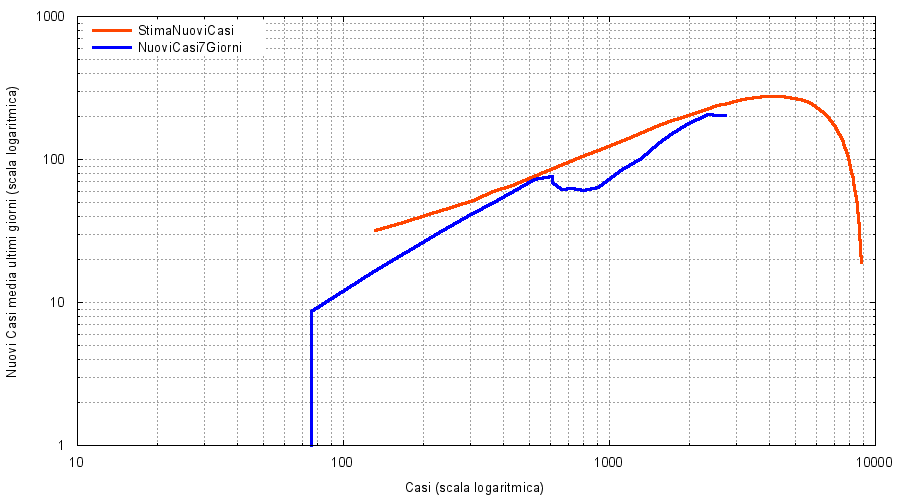 1000
StimaNuoviCasi
NuoviCasi7Giorni
100
10
1
Nuovi Casi media ultimi giorni (scala logaritmica)
10
100
1000
10000
Casi (scala logaritmica)